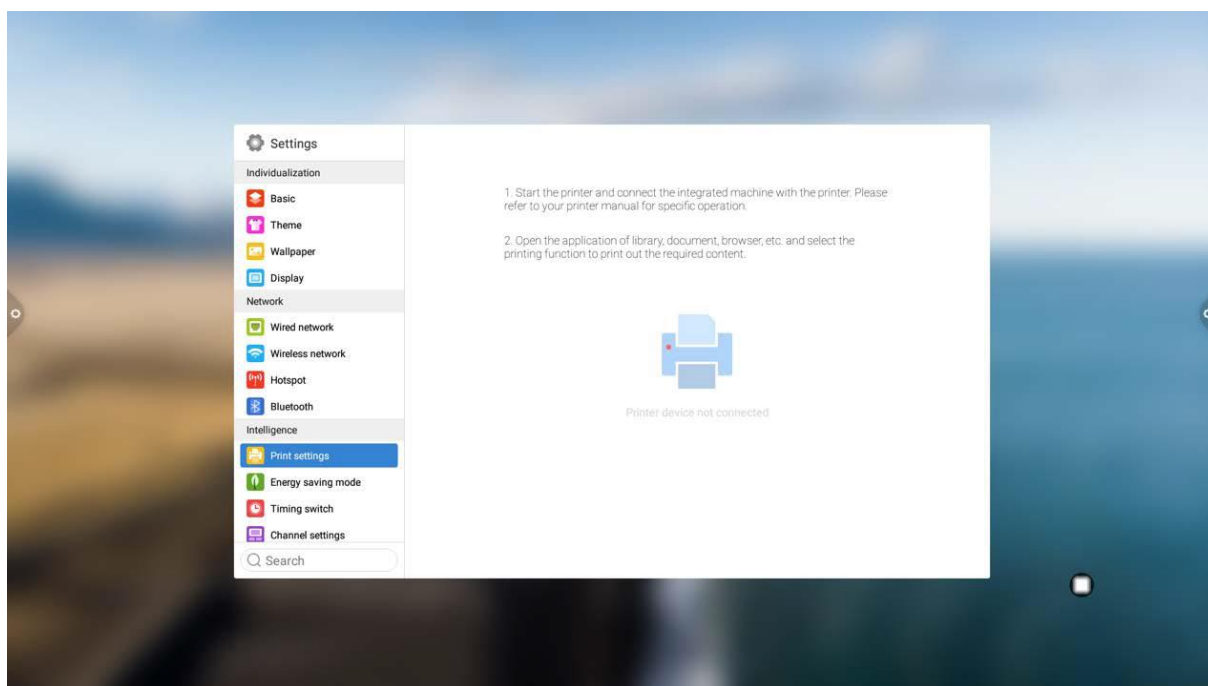 Settings
Individualization
Basic
Theme
Wallpaper
Display
Network
Wired network
Wireless network
Hotspot
Bluetooth
Intelligence
Print settings
Energy saving mode
Timing switch
Channel settings
Search
1. Start the printer and connect the integrated machine with the printer. Please
refer to your printer manual for specific operation.
2. Open the application of library, document, browser, etc. and select the
printing function to print out the required content.
Printer device not connected